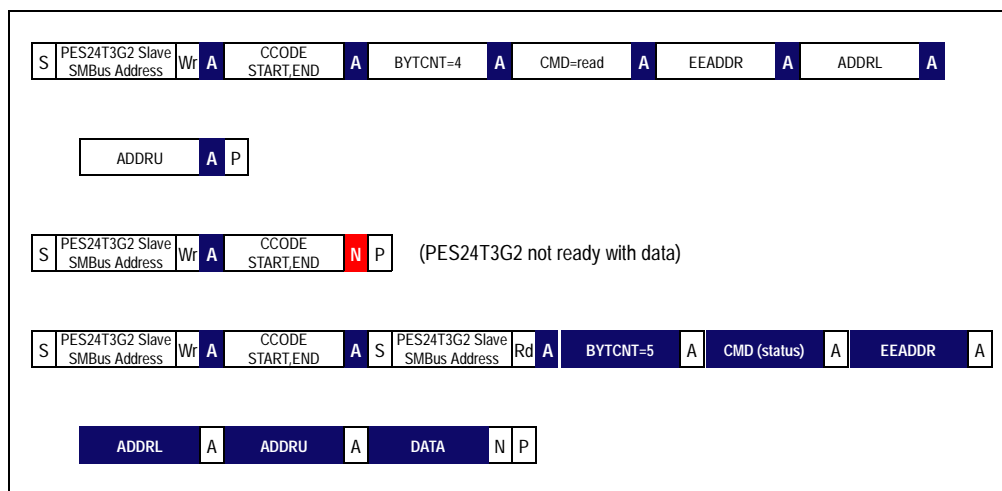 S PES24T3G2 Slave SMBus Address Wr A CCODE START,END A BYTCNT=4 A CMD=read A EEADDR A ADDRL A
ADDRU A P
S PES24T3G2 Slave SMBus Address Wr A CCODE START,END N P (PES24T3G2 not ready with data)
S PES24T3G2 Slave SMBus Address Wr A CCODE START,END A S PES24T3G2 Slave SMBus Address Rd A BYTCNT=5 A CMD (status) A EEADDR A
ADDRL A ADDRU A DATA N P